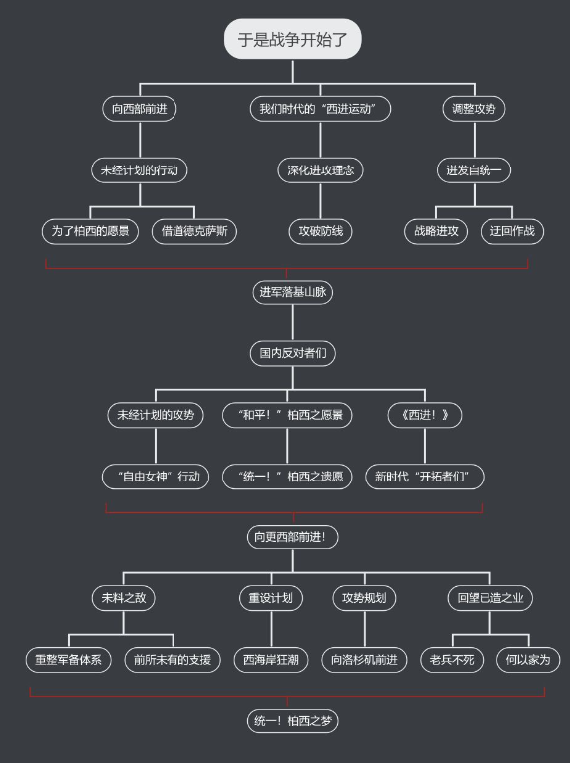 于是战争开始了
向西部前进
我们时代的“西进运动”
调整攻势
未经计划的行动
深化进攻理念
迸发自统一
为了柏西的愿景
借道德克萨斯
攻破防线
战略进攻
迂回作战
进军落基山脉
国内反对者们
未经计划的攻势
“和平！”柏西之愿景
《西进！》
“自由女神”行动
“统一！”柏西之遗愿
新时代“开拓者们”
向更西部前进！
未料之敌
重设计划
攻势规划
回望已造之业
重整军备体系
前所未有的支援
西海岸狂潮
向洛杉矶前进
老兵不死
何以家为
统一！柏西之梦